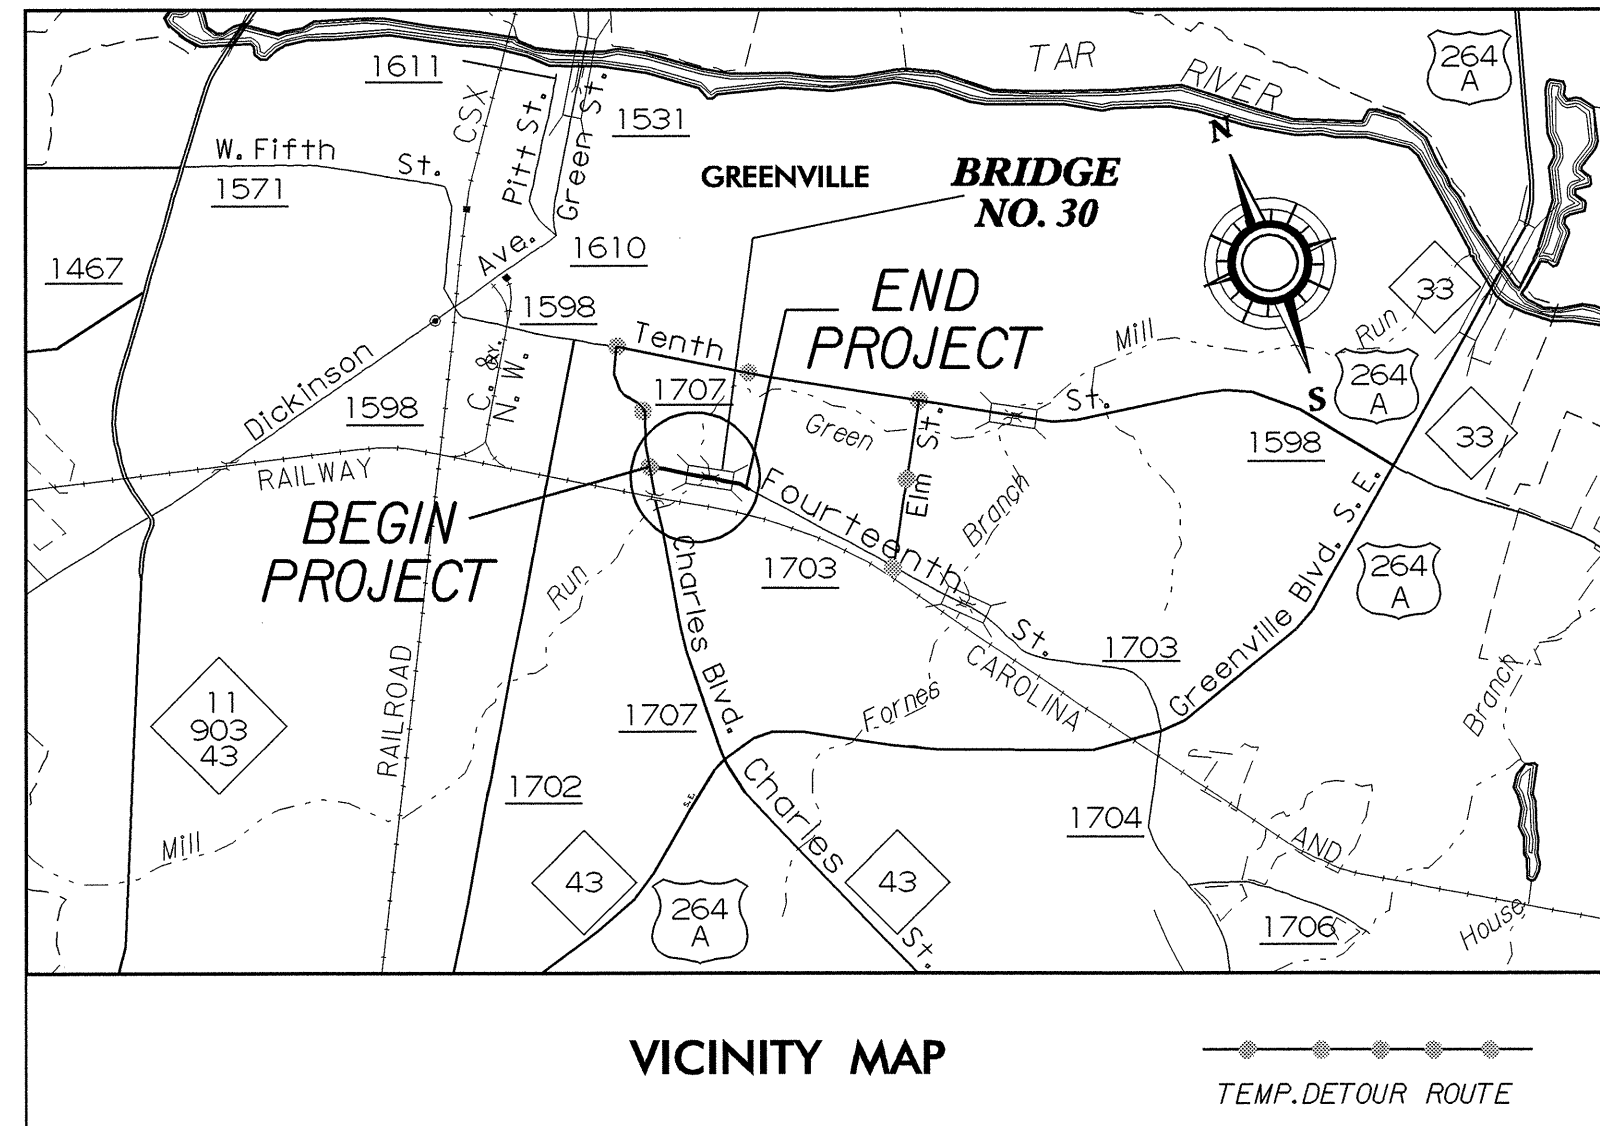 TAR
RIVER
264
A
1611
CSX
Pitt St.
Green St.
1531
N
W. Fifth
St.
1571
GREENVILLE
BRIDGE
NO. 30
Ave.
1610
1467
END
PROJECT
33
1598
Tenth
Mill
Run
264
A
S
1707
C. & RY.
N. W.
Dickinson
1598
Green
St.
Elm St.
33
1598
RAILWAY
Fourteenth
Branch
BEGIN
PROJECT
Charles Blvd.
1703
Greenville Blvd. S. E.
264
A
Run
St.
1703
CAROLINA
RAILROAD
11
903
43
Fornes
Branch
1707
1702
S.E.
Charles
1704
Mill
AND
43
43
264
A
St.
1706
House
VICINITY MAP
TEMP. DETOUR ROUTE